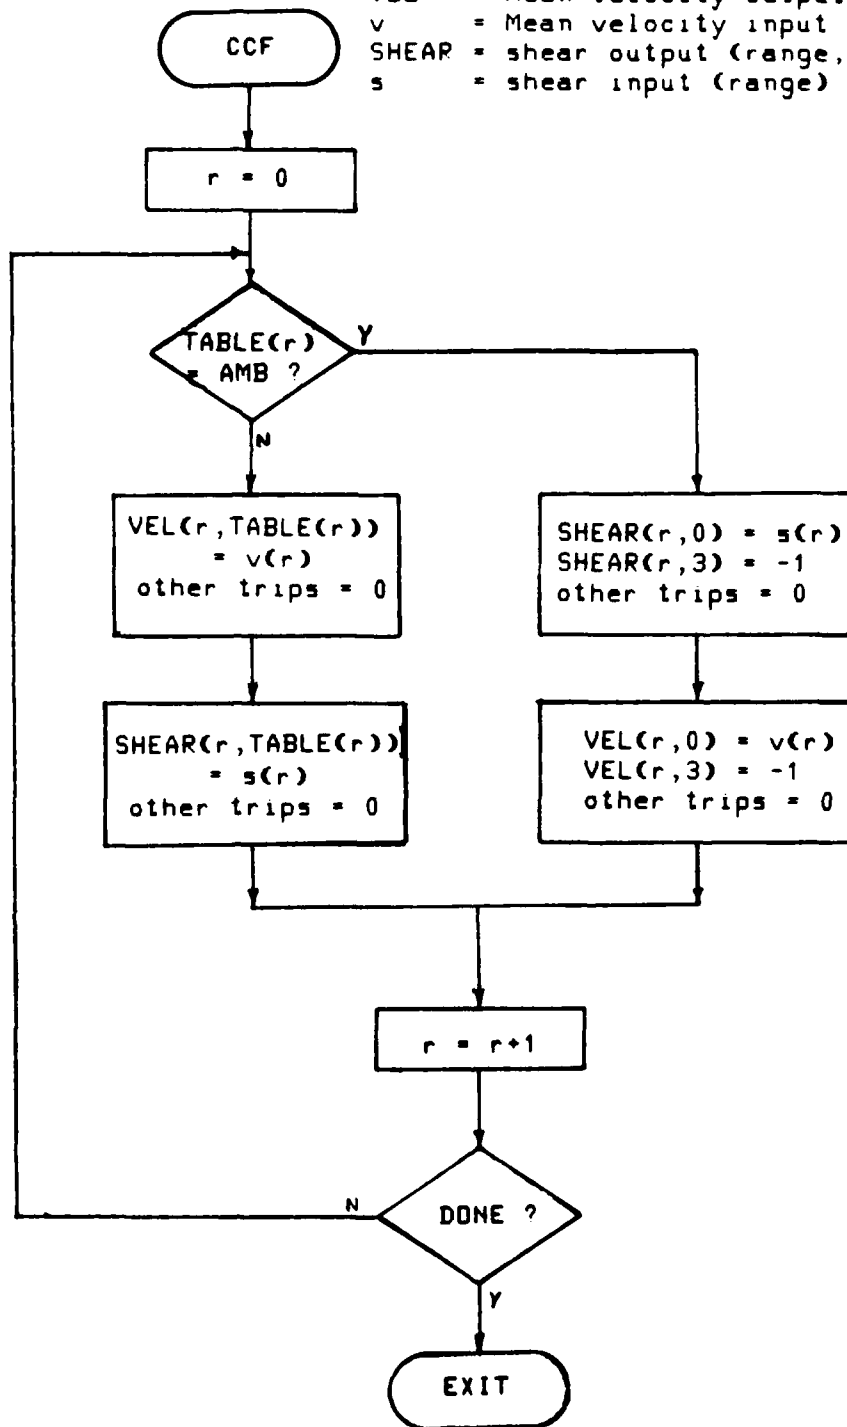 v = Mean velocity input
CCF
SHEAR = shear output (range,
s = shear input (range)
r = 0
TABLE(r)
= AMB ?
Y
N
VEL(r,TABLE(r))
= v(r)
other trips = 0
SHEAR(r,0) = s(r)
SHEAR(r,3) = -1
other trips = 0
SHEAR(r,TABLE(r))
= s(r)
other trips = 0
VEL(r,0) = v(r)
VEL(r,3) = -1
other trips = 0
r = r+1
N
DONE ?
Y
EXIT